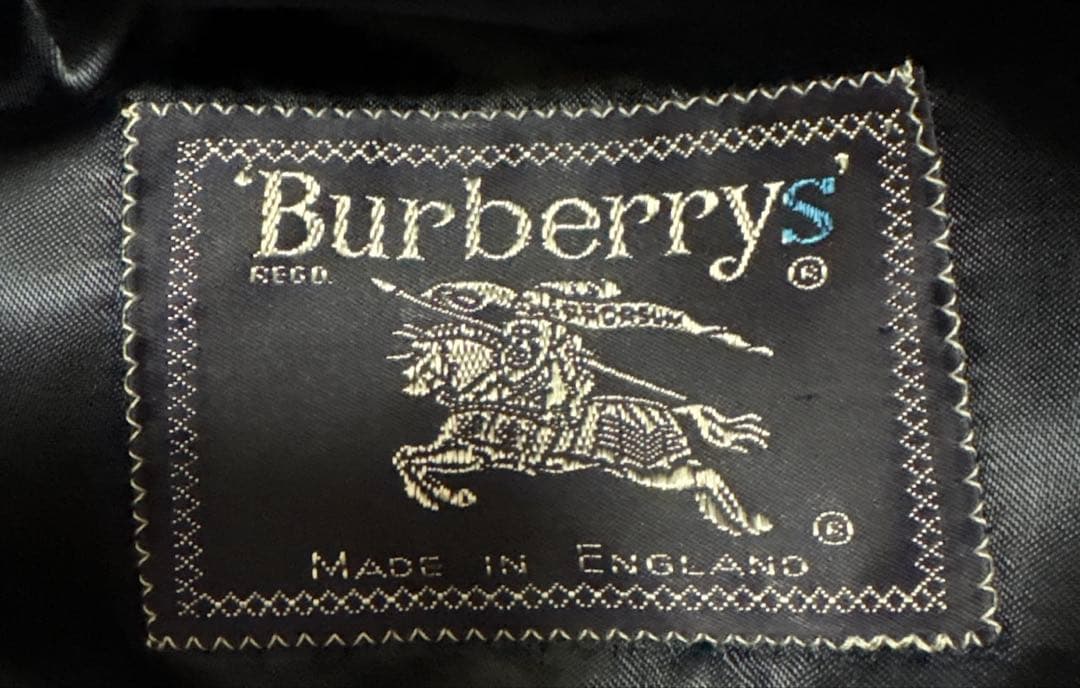 'Burberrys'
REGD. ®
PRORSUM
®
MADE IN ENGLAND